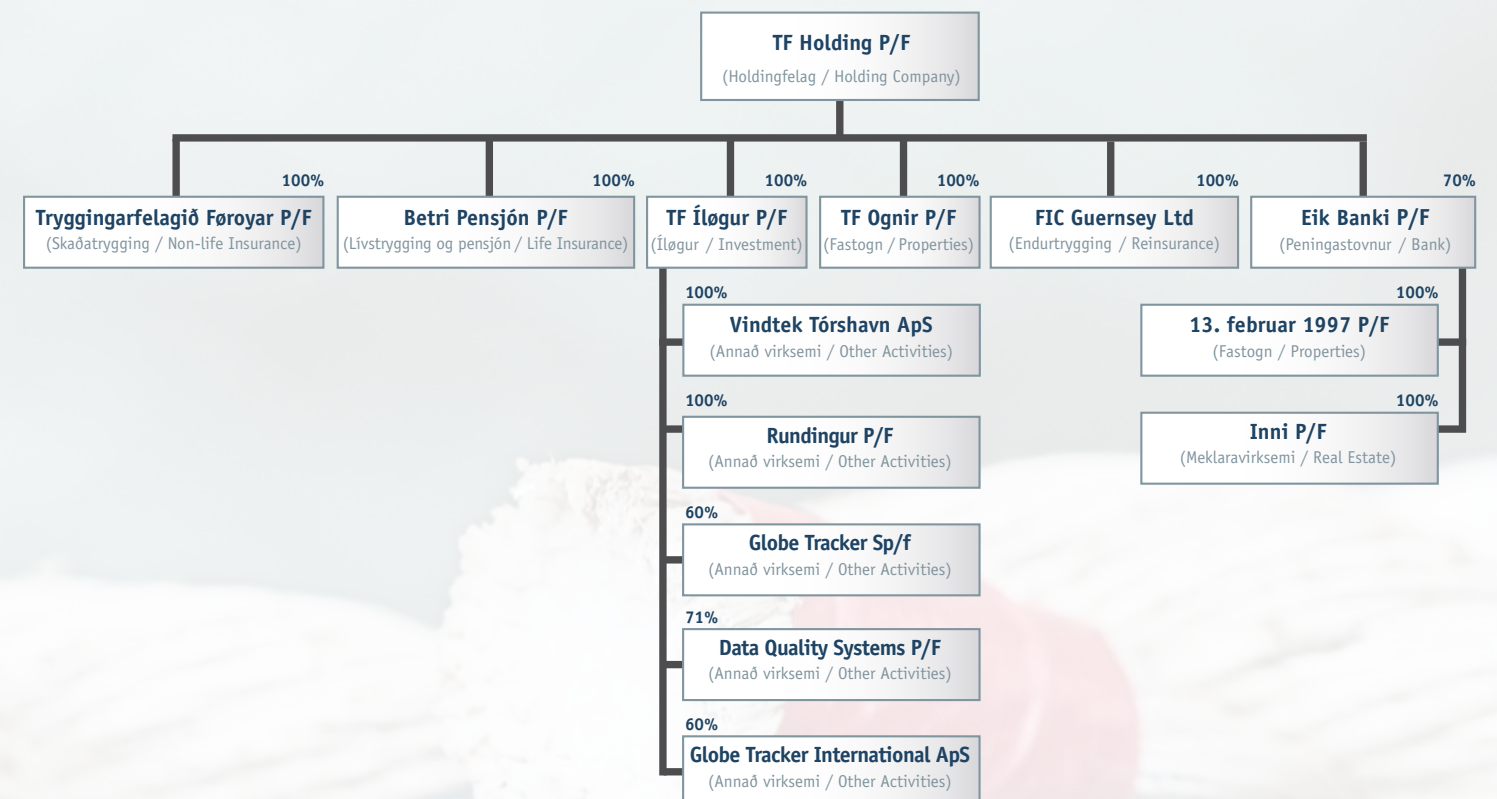 TF Holding P/F
(Holdingfelag / Holding Company)
100%
Tryggingarfelagið Føroyar P/F
(Skaðatrygging / Non-life Insurance)
100%
Betri Pensjón P/F
(Lívstrygging og pensjón / Life Insurance)
100%
TF Íløgur P/F
(Íløgur / Investment)
100%
TF Ognir P/F
(Fastogn / Properties)
100%
FIC Guernsey Ltd
(Endurtrygging / Reinsurance)
70%
Eik Banki P/F
(Peningastovnur / Bank)
100%
Vindtek Tórshavn ApS
(Annað virksemi / Other Activities)
100%
Rundingur P/F
(Annað virksemi / Other Activities)
60%
Globe Tracker Sp/f
(Annað virksemi / Other Activities)
71%
Data Quality Systems P/F
(Annað virksemi / Other Activities)
60%
Globe Tracker International ApS
(Annað virksemi / Other Activities)
100%
13. februar 1997 P/F
(Fastogn / Properties)
100%
Inni P/F
(Meklaravirksemi / Real Estate)